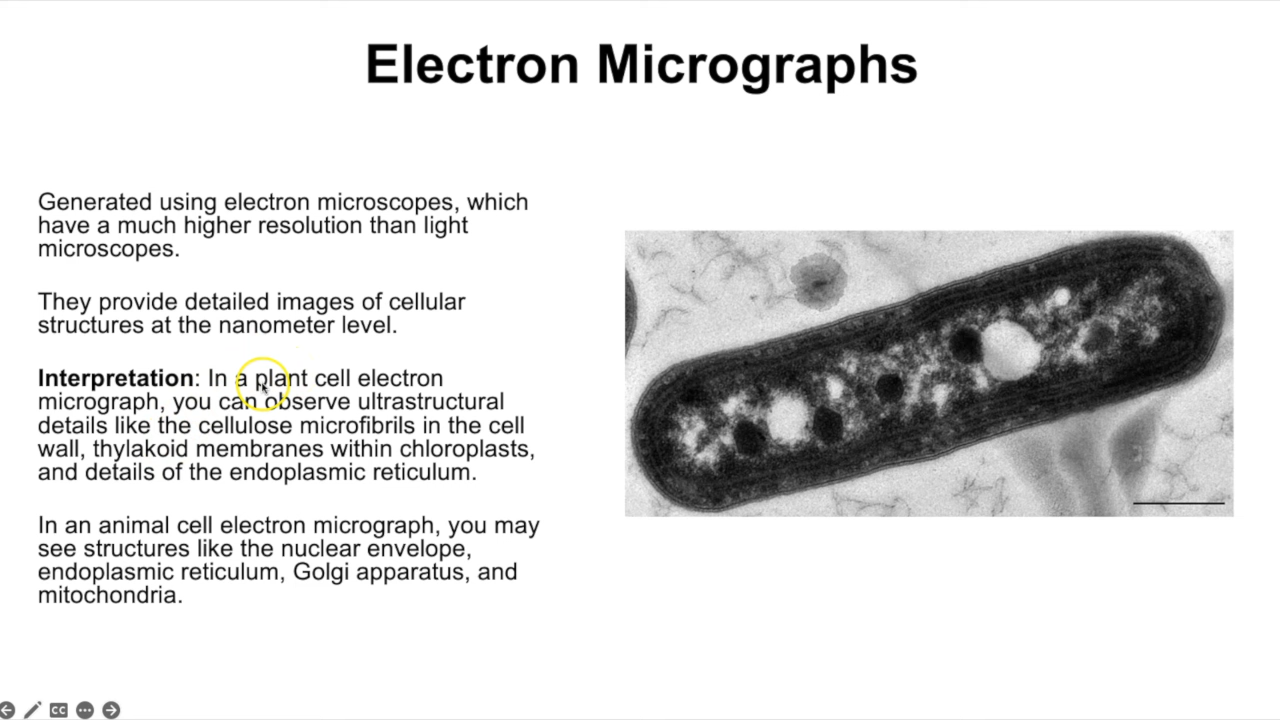 Electron Micrographs
Generated using electron microscopes, which
have a much higher resolution than light
microscopes.
They provide detailed images of cellular
structures at the nanometer level.
Interpretation: In a plant cell electron
micrograph, you can observe ultrastructural
details like the cellulose microfibrils in the cell
wall, thylakoid membranes within chloroplasts,
and details of the endoplasmic reticulum.
In an animal cell electron micrograph, you may
see structures like the nuclear envelope,
endoplasmic reticulum, Golgi apparatus, and
mitochondria.
CC